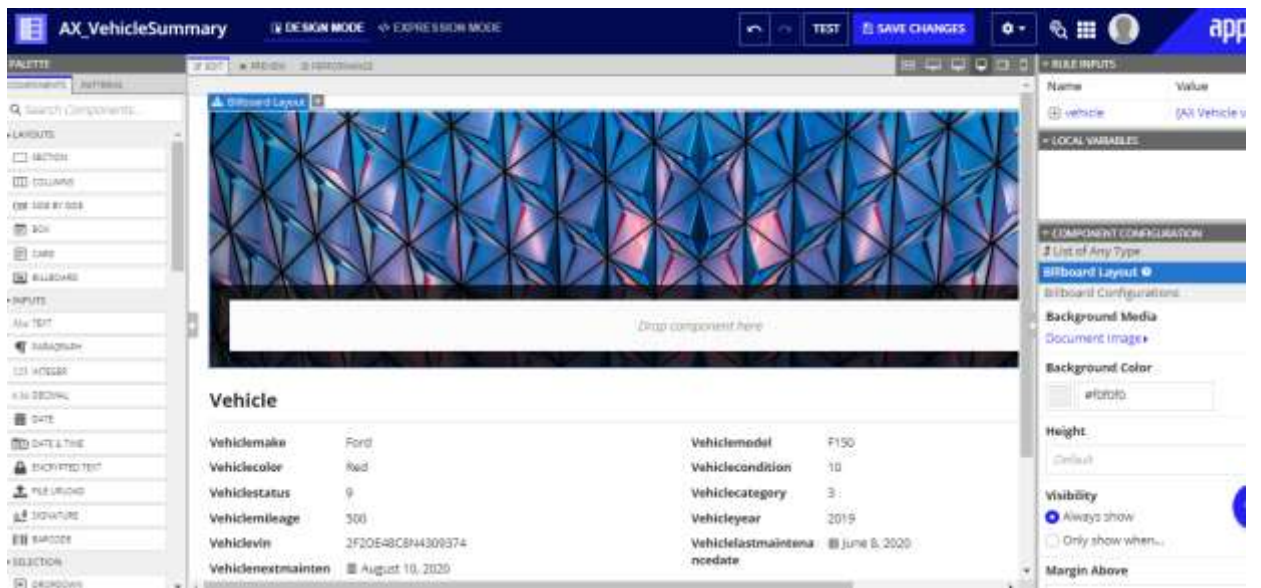 AX_VehicleSummary
DESIGN MODE
EXPRESSION MODE
TEST
SAVE CHANGES
app
PALETTE
COMPONENTS
PATTERNS
Search Components...
LAYOUTS
SECTION
COLUMNS
SIDE BY SIDE
BOX
CARD
BILLBOARD
INPUTS
TEXT
PARAGRAPH
INTEGER
DECIMAL
DATE
DATE & TIME
ENCRYPTED TEXT
FILE UPLOAD
SIGNATURE
BARCODE
SELECTION
DROPDOWN
EDIT
PREVIEW
PERFORMANCE
Billboard Layout
Drop component here
Vehicle
Vehiclemake Ford
Vehiclemodel F150
Vehiclecolor Red
Vehiclecondition 10
Vehiclestatus 9
Vehiclecategory 3
Vehiclemileage 500
Vehicleyear 2019
Vehiclevin
Vehiclelastmaintena
ncedate
June 8, 2020
Vehiclenextmainten
August 10, 2020
RULE INPUTS
Name Value
vehicle (AX Vehicle v
LOCAL VARIABLES
COMPONENT CONFIGURATION
List of Any Type
Billboard Layout
Billboard Configurations
Background Media
Document Image
Background Color
#f0f0f0
Height
Default
Visibility
Always show
Only show when...
Margin Above